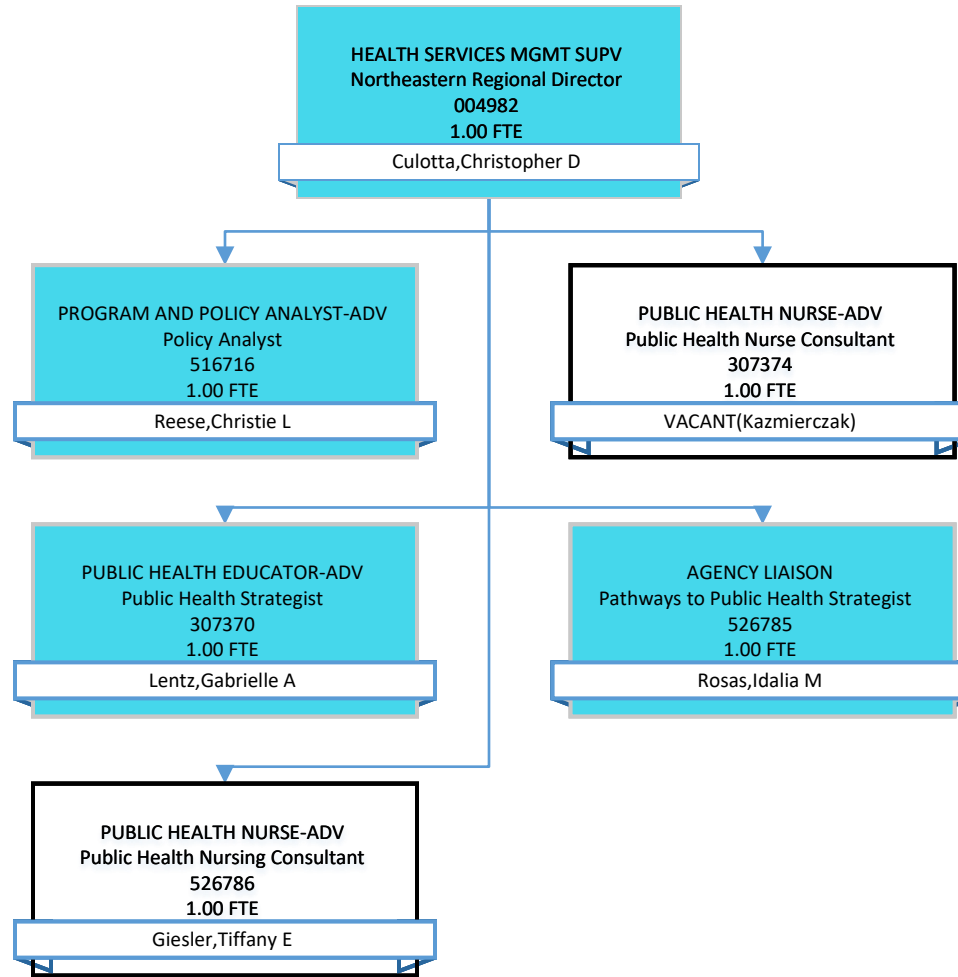 HEALTH SERVICES MGMT SUPV
Northeastern Regional Director
004982
1.00 FTE
Culotta,Christopher D
PROGRAM AND POLICY ANALYST-ADV
Policy Analyst
516716
1.00 FTE
Reese,Christie L
PUBLIC HEALTH NURSE-ADV
Public Health Nurse Consultant
307374
1.00 FTE
VACANT(Kazmierczak)
PUBLIC HEALTH EDUCATOR-ADV
Public Health Strategist
307370
1.00 FTE
Lentz,Gabrielle A
AGENCY LIAISON
Pathways to Public Health Strategist
526785
1.00 FTE
Rosas,Idalia M
PUBLIC HEALTH NURSE-ADV
Public Health Nursing Consultant
526786
1.00 FTE
Giesler,Tiffany E